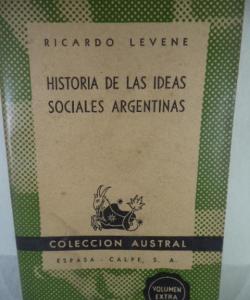 RICARDO LEVENE
HISTORIA DE LAS IDEAS
SOCIALES ARGENTINAS
COLECCION AUSTRAL
ESPASA - CALPE, S. A.
VOLUMEN
EXTRA